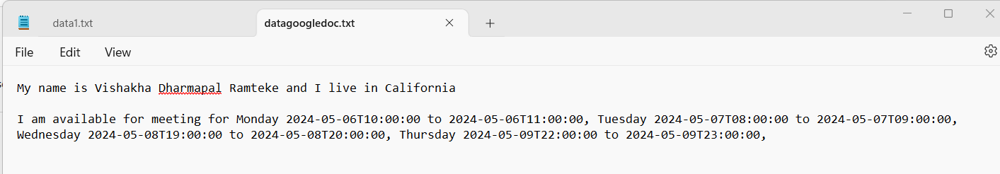 data1.txt
datagoogledoc.txt
File Edit View
My name is Vishakha Dharmapal Ramteke and I live in California
I am available for meeting for Monday 2024-05-06T10:00:00 to 2024-05-06T11:00:00, Tuesday 2024-05-07T08:00:00 to 2024-05-07T09:00:00,
Wednesday 2024-05-08T19:00:00 to 2024-05-08T20:00:00, Thursday 2024-05-09T22:00:00 to 2024-05-09T23:00:00,